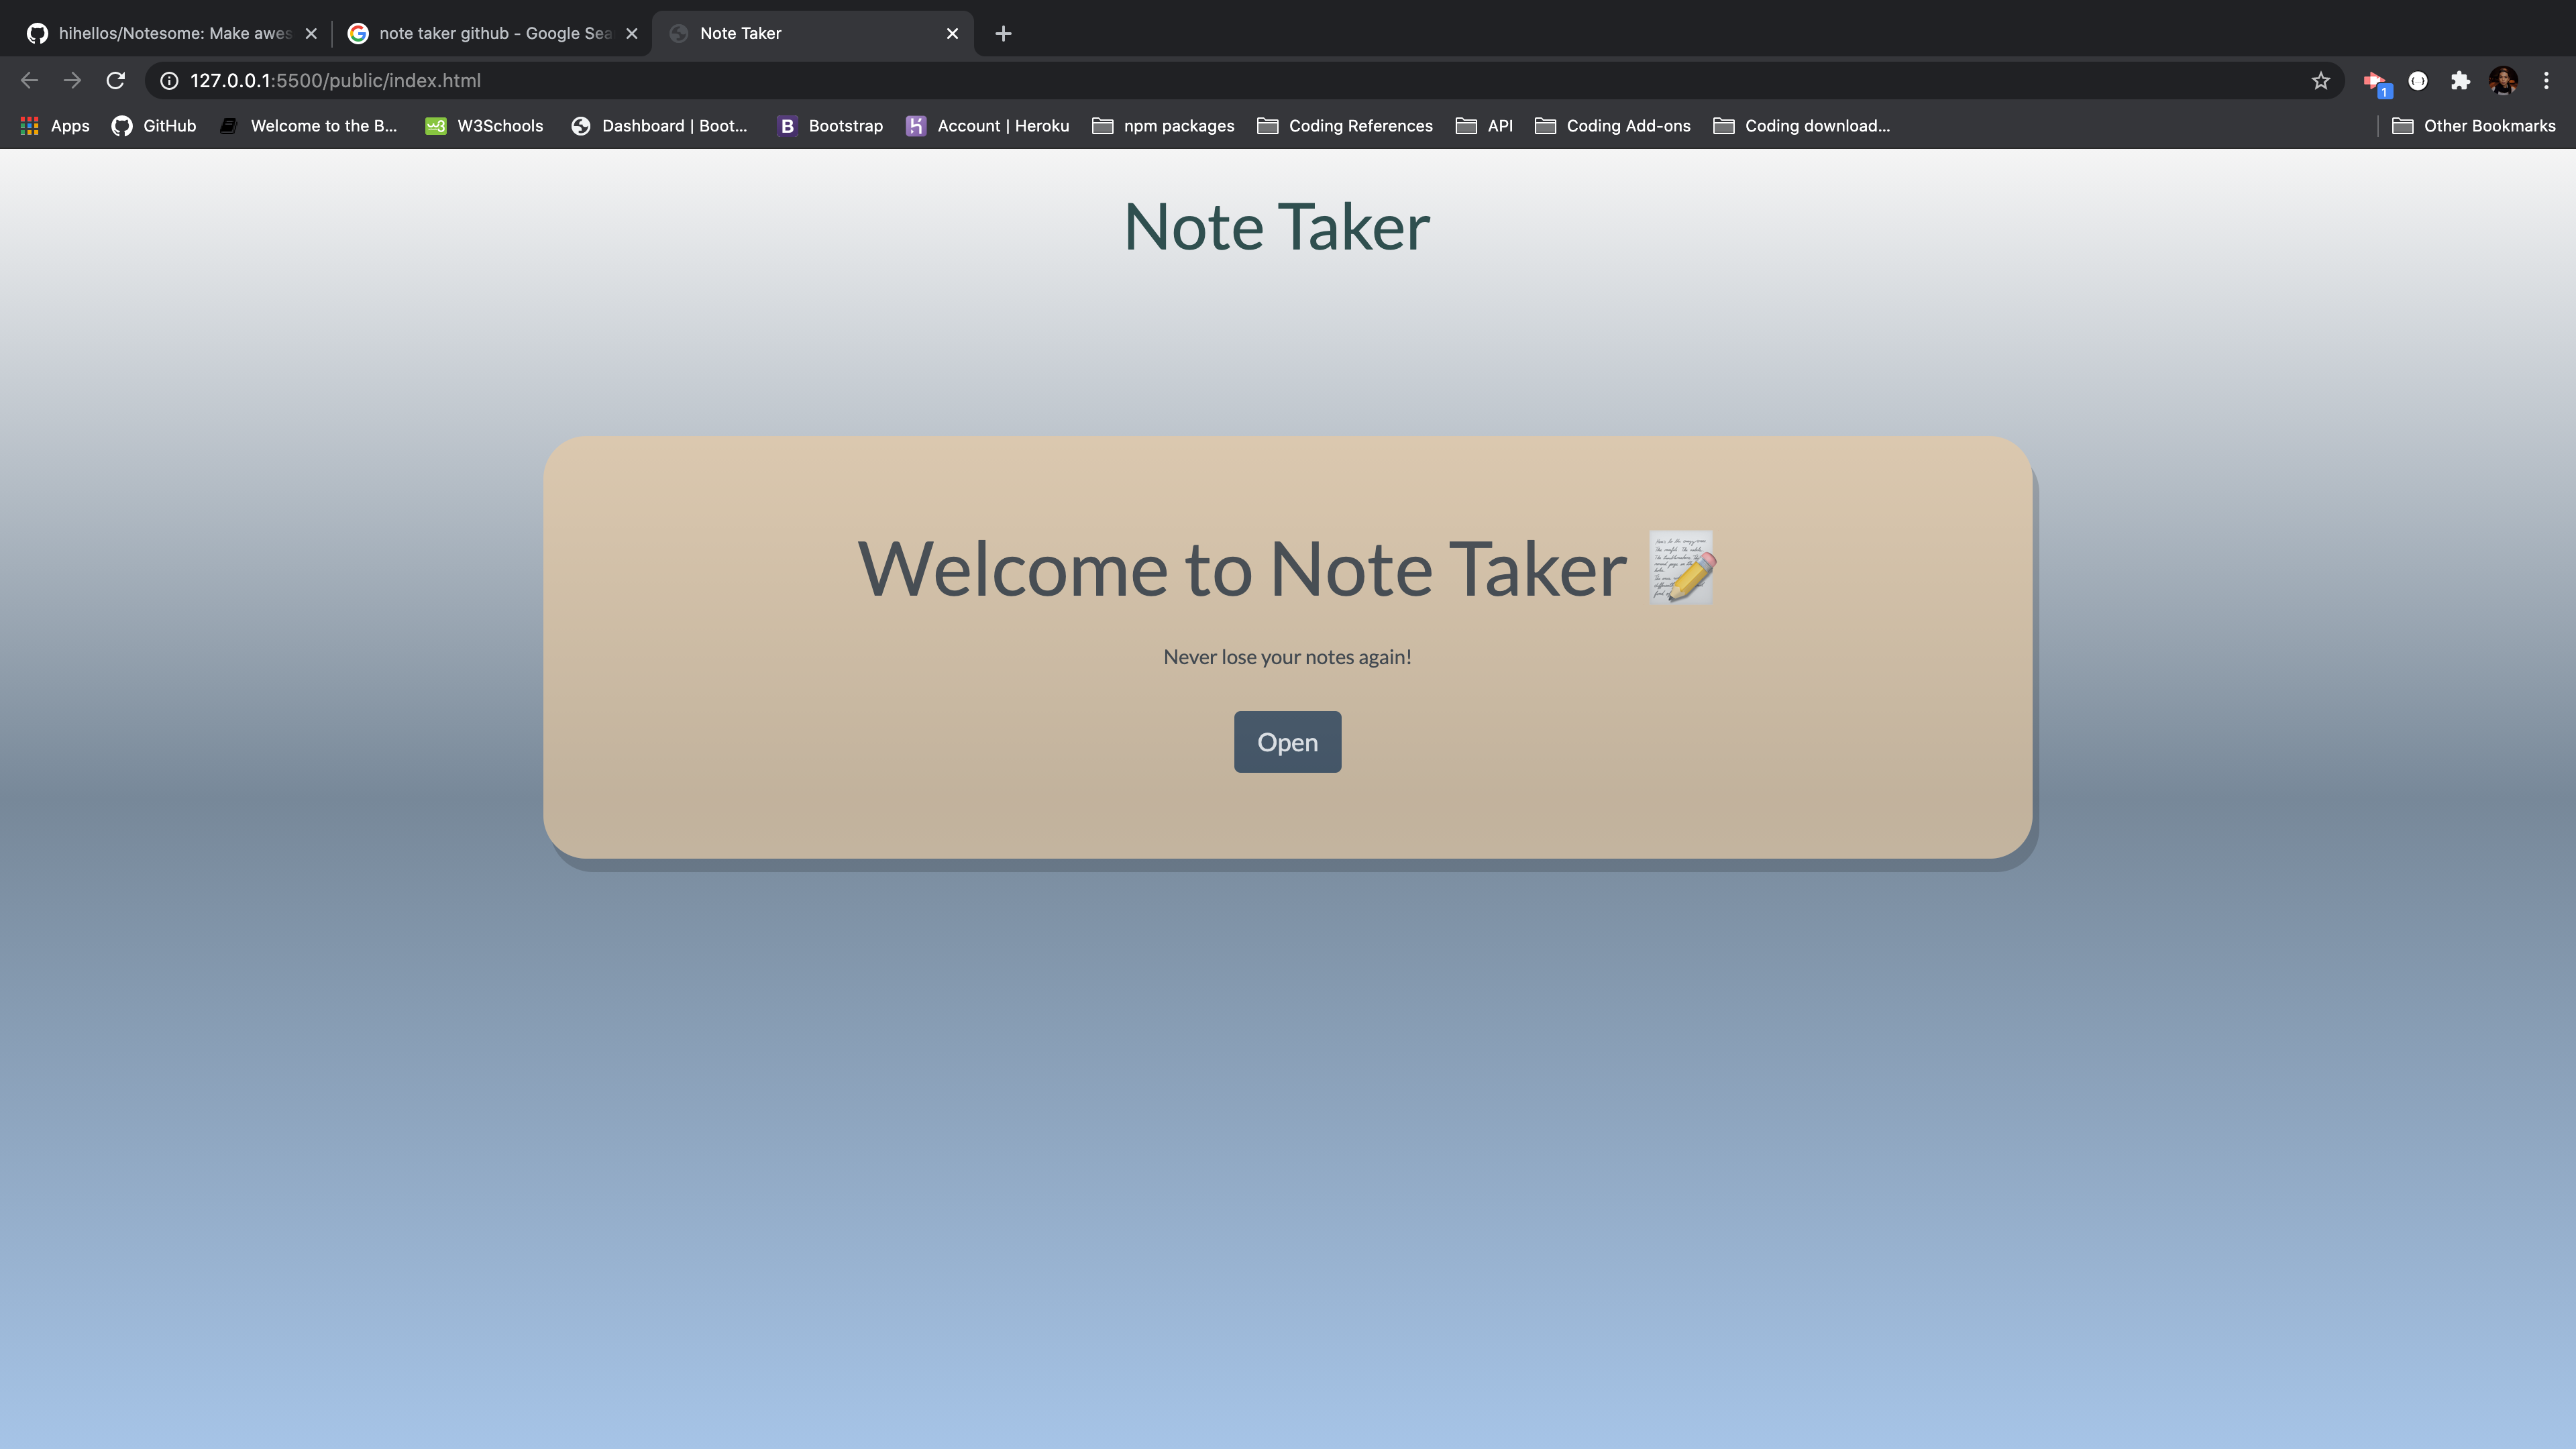 hihellos/Notesome: Make awes
note taker github - Google Sea
Note Taker
127.0.0.1:5500/public/index.html
1
Apps
GitHub
Welcome to the B...
W3Schools
Dashboard | Boot...
B
Bootstrap
Account | Heroku
npm packages
Coding References
API
Coding Add-ons
Coding download...
Other Bookmarks
Note Taker
Welcome to Note Taker 📝
Never lose your notes again!
Open